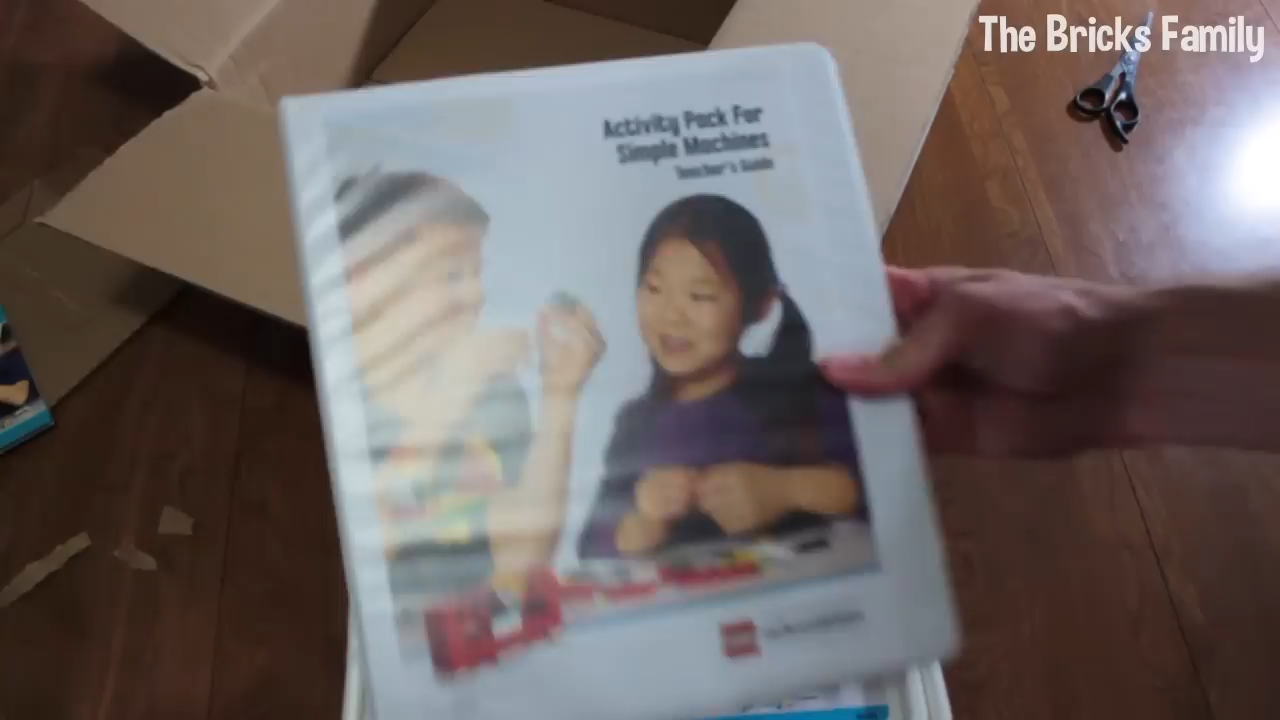 The Bricks Family
Activity Pack For
Simple Machines
Teacher's Guide